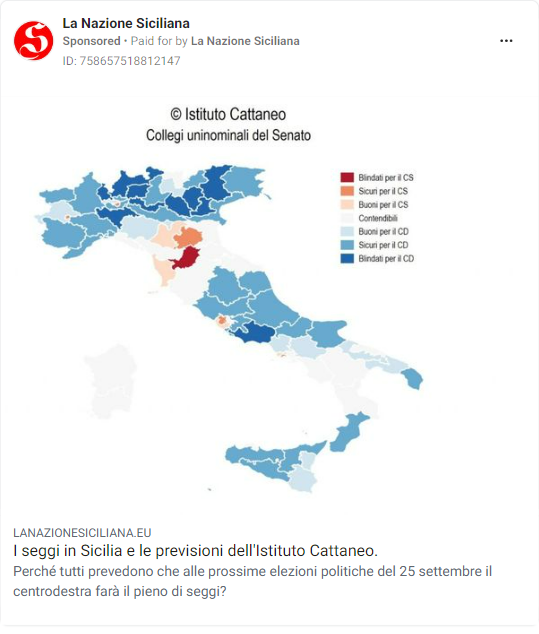 La Nazione Siciliana
Sponsored • Paid for by La Nazione Siciliana
ID: 758657518812147
© Istituto Cattaneo
Collegi uninominali del Senato
Blindati per il CS
Sicuri per il CS
Buoni per il CS
Contendibili
Buoni per il CD
Sicuri per il CD
Blindati per il CD
LANAZIONESICILIANA.EU
I seggi in Sicilia e le previsioni dell'Istituto Cattaneo.
Perché tutti prevedono che alle prossime elezioni politiche del 25 settembre il
centrodestra farà il pieno di seggi?